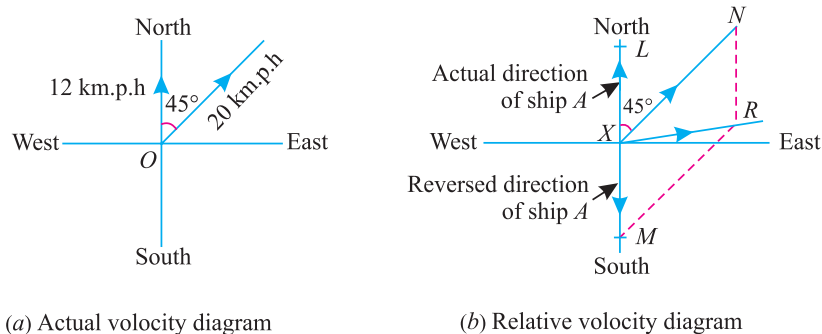 North
12 km.p.h
45°
20 km.p.h
West
East
O
South
(a) Actual volocity diagram
North
N
L
Actual direction
of ship A
45°
X
R
West
East
Reversed direction
of ship A
M
South
(b) Relative volocity diagram